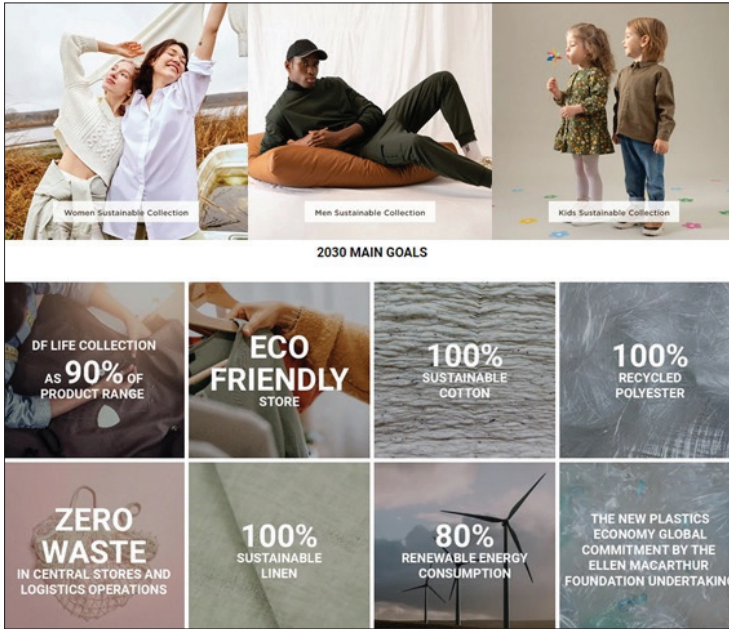 Women Sustainable Collection
Men Sustainable Collection
Kids Sustainable Collection
2030 MAIN GOALS
DF LIFE COLLECTION
AS 90% OF
PRODUCT RANGE
ECO
FRIENDLY
STORE
100%
SUSTAINABLE
COTTON
100%
RECYCLED
POLYESTER
ZERO
WASTE
IN CENTRAL STORES AND
LOGISTICS OPERATIONS
100%
SUSTAINABLE
LINEN
80%
RENEWABLE ENERGY
CONSUMPTION
THE NEW PLASTICS
ECONOMY GLOBAL
COMMITMENT BY THE
ELLEN MACARTHUR
FOUNDATION UNDERTAKING